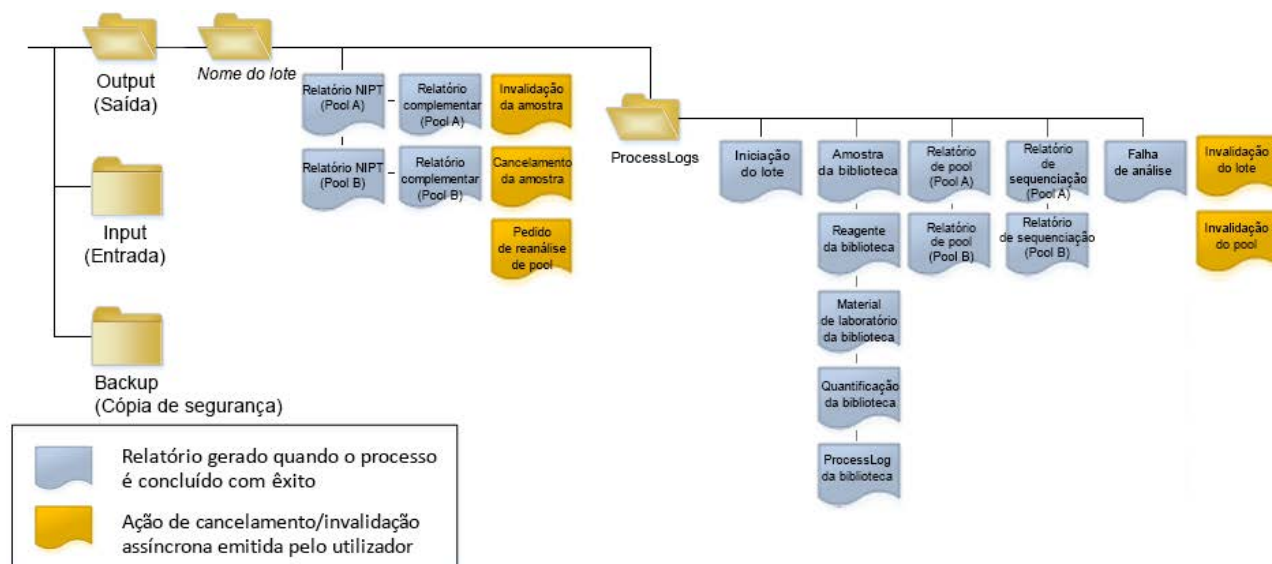 Output
(Saída)
Nome do lote
Input
(Entrada)
Backup
(Cópia de segurança)
Relatório NIPT
(Pool A)
Relatório
complementar
(Pool A)
Invalidação
da amostra
Relatório NIPT
(Pool B)
Relatório
complementar
(Pool B)
Cancelamento
da amostra
Pedido
de reanálise
de pool
ProcessLogs
Iniciação
do lote
Amostra
da biblioteca
Relatório
de pool
(Pool A)
Relatório
de
sequenciação
(Pool A)
Falha
de análise
Invalidação
do lote
Reagente
da biblioteca
Relatório
de pool
(Pool B)
Relatório
de sequenciação
(Pool B)
Invalidação
do pool
Material
de laboratório
da biblioteca
Quantificação
da biblioteca
ProcessLog
da biblioteca
Relatório gerado quando o processo
é concluído com êxito
Ação de cancelamento/invalidação
assíncrona emitida pelo utilizador